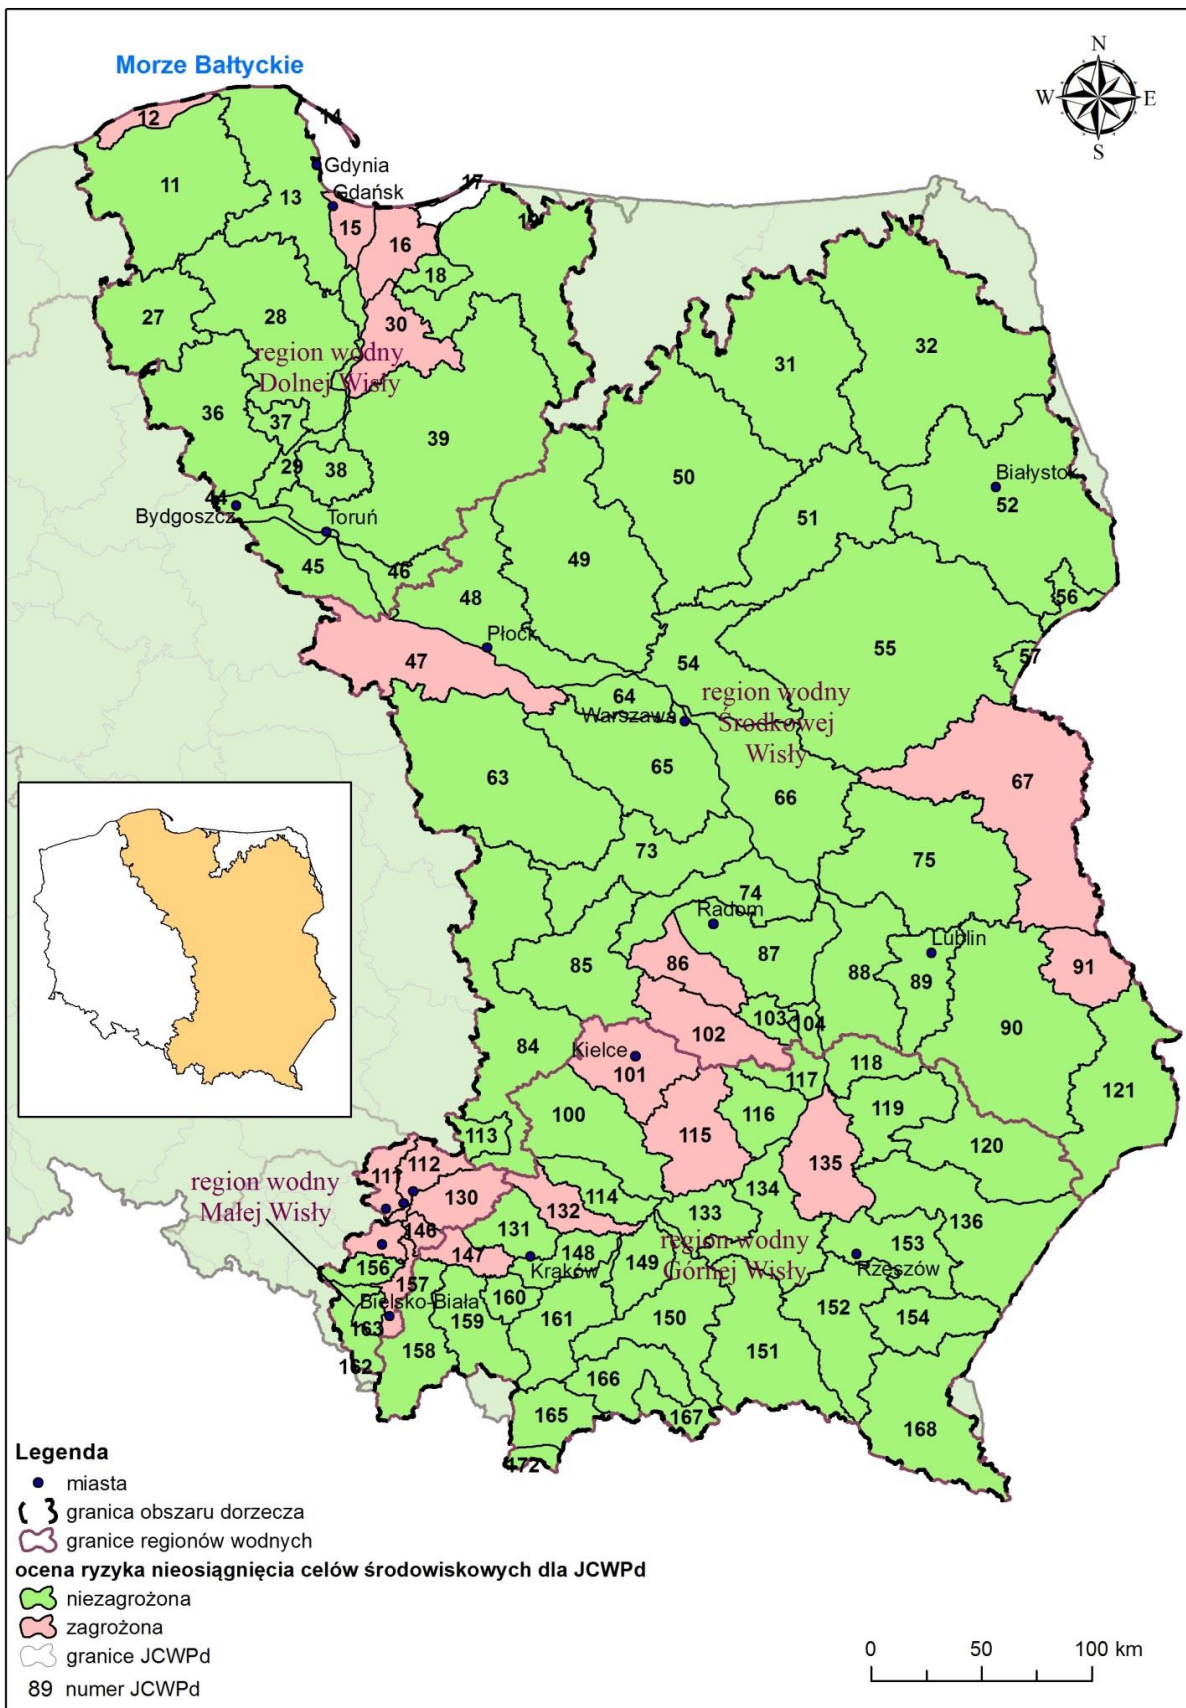 Morze Bałtyckie
N
W
E
S
12
14
Gdynia
11
13
17
Gdańsk
15
16
18
27
28
30
31
32
region wodny
Dolnej Wisły
36
37
39
29
38
50
Białystok
52
44
Bydgoszcz
Toruń
51
45
46
49
48
56
Płock
47
54
55
57
64
Warszawa
region wodny
Środkowej
Wisły
63
65
66
67
73
75
74
Radom
85
86
87
88
Lublin
89
91
90
84
Kielce
102
103
104
101
118
117
121
100
116
119
113
115
120
region wodny
Małej Wisły
111
112
130
132
114
134
135
136
146
131
133
147
148
Kraków
149
region wodny
Górnej Wisły
153
Rzeszów
156
157
Bielsko-Biała
163
159
160
161
150
152
154
162
158
151
166
165
167
168
172
Legenda
miasta
granica obszaru dorzecza
granice regionów wodnych
ocena ryzyka nieosiągnięcia celów środowiskowych dla JCWPd
niezagrożona
zagrożona
granice JCWPd
89 numer JCWPd
0 50 100 km